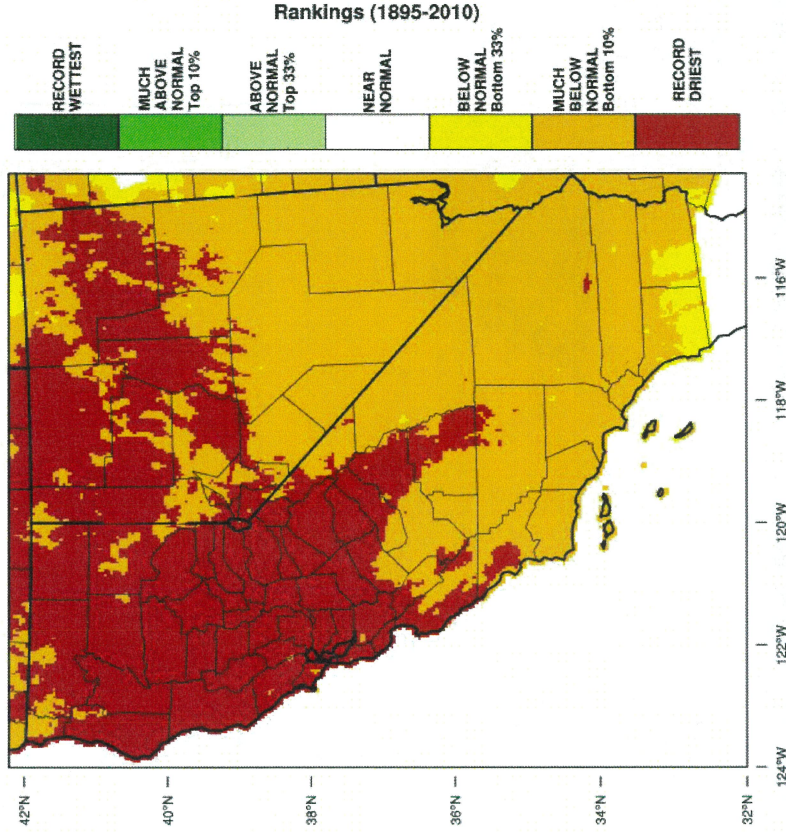 Rankings (1895-2010)
RECORD
WETTEST
MUCH
ABOVE
NORMAL
Top 10%
ABOVE
NORMAL
Top 33%
NEAR
NORMAL
BELOW
NORMAL
Bottom 33%
MUCH
BELOW
NORMAL
Bottom 10%
RECORD
DRIEST
42°N
40°N
38°N
36°N
34°N
32°N
124°W
122°W
120°W
118°W
116°W